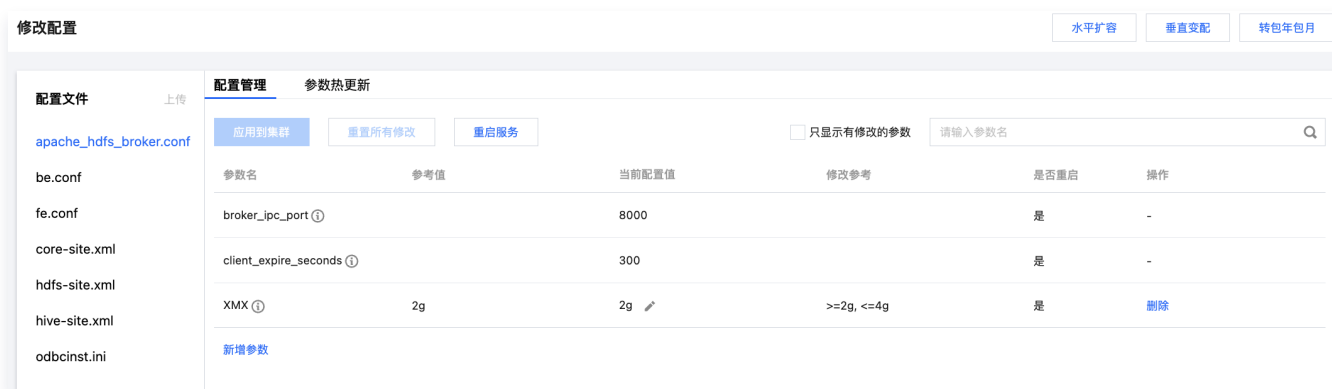 修改配置
水平扩容 垂直变配 转包年包月
配置文件 上传
apache_hdfs_broker.conf
be.conf
fe.conf
core-site.xml
hdfs-site.xml
hive-site.xml
odbcinst.ini
配置管理 参数热更新
应用到集群 重置所有修改 重启服务 只显示有修改的参数 请输入参数名
参数名 参考值 当前配置值 修改参考 是否重启 操作
broker_ipc_port 8000 是 -
client_expire_seconds 300 是 -
XMX 2g 2g >=2g, <=4g 是 删除
新增参数